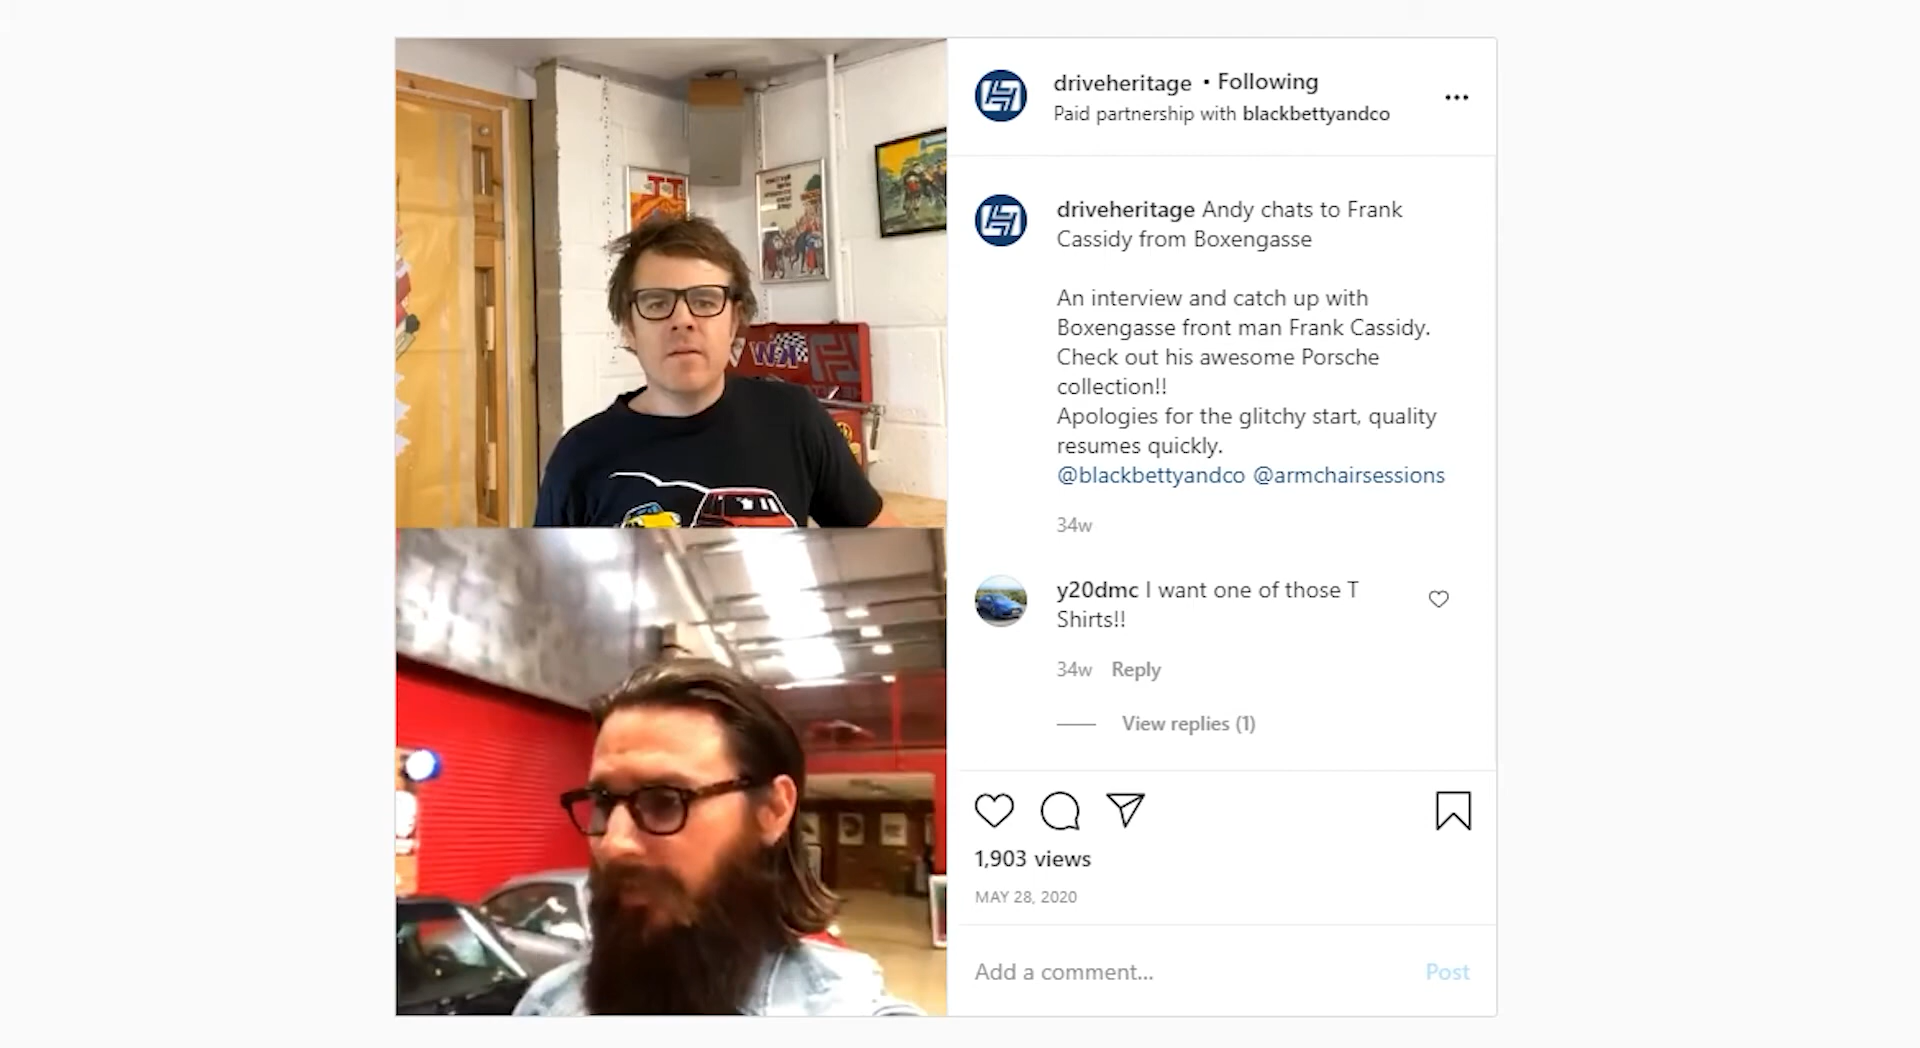 driveheritage • Following
Paid partnership with blackbettyandco
driveheritage Andy chats to Frank
Cassidy from Boxengasse
An interview and catch up with
Boxengasse front man Frank Cassidy.
Check out his awesome Porsche
collection!!
Apologies for the glitchy start, quality
resumes quickly.
@blackbettyandco @armchairsessions
34w
y20dmc I want one of those T
Shirts!!
34w Reply
View replies (1)
1,903 views
MAY 28, 2020
Add a comment... Post